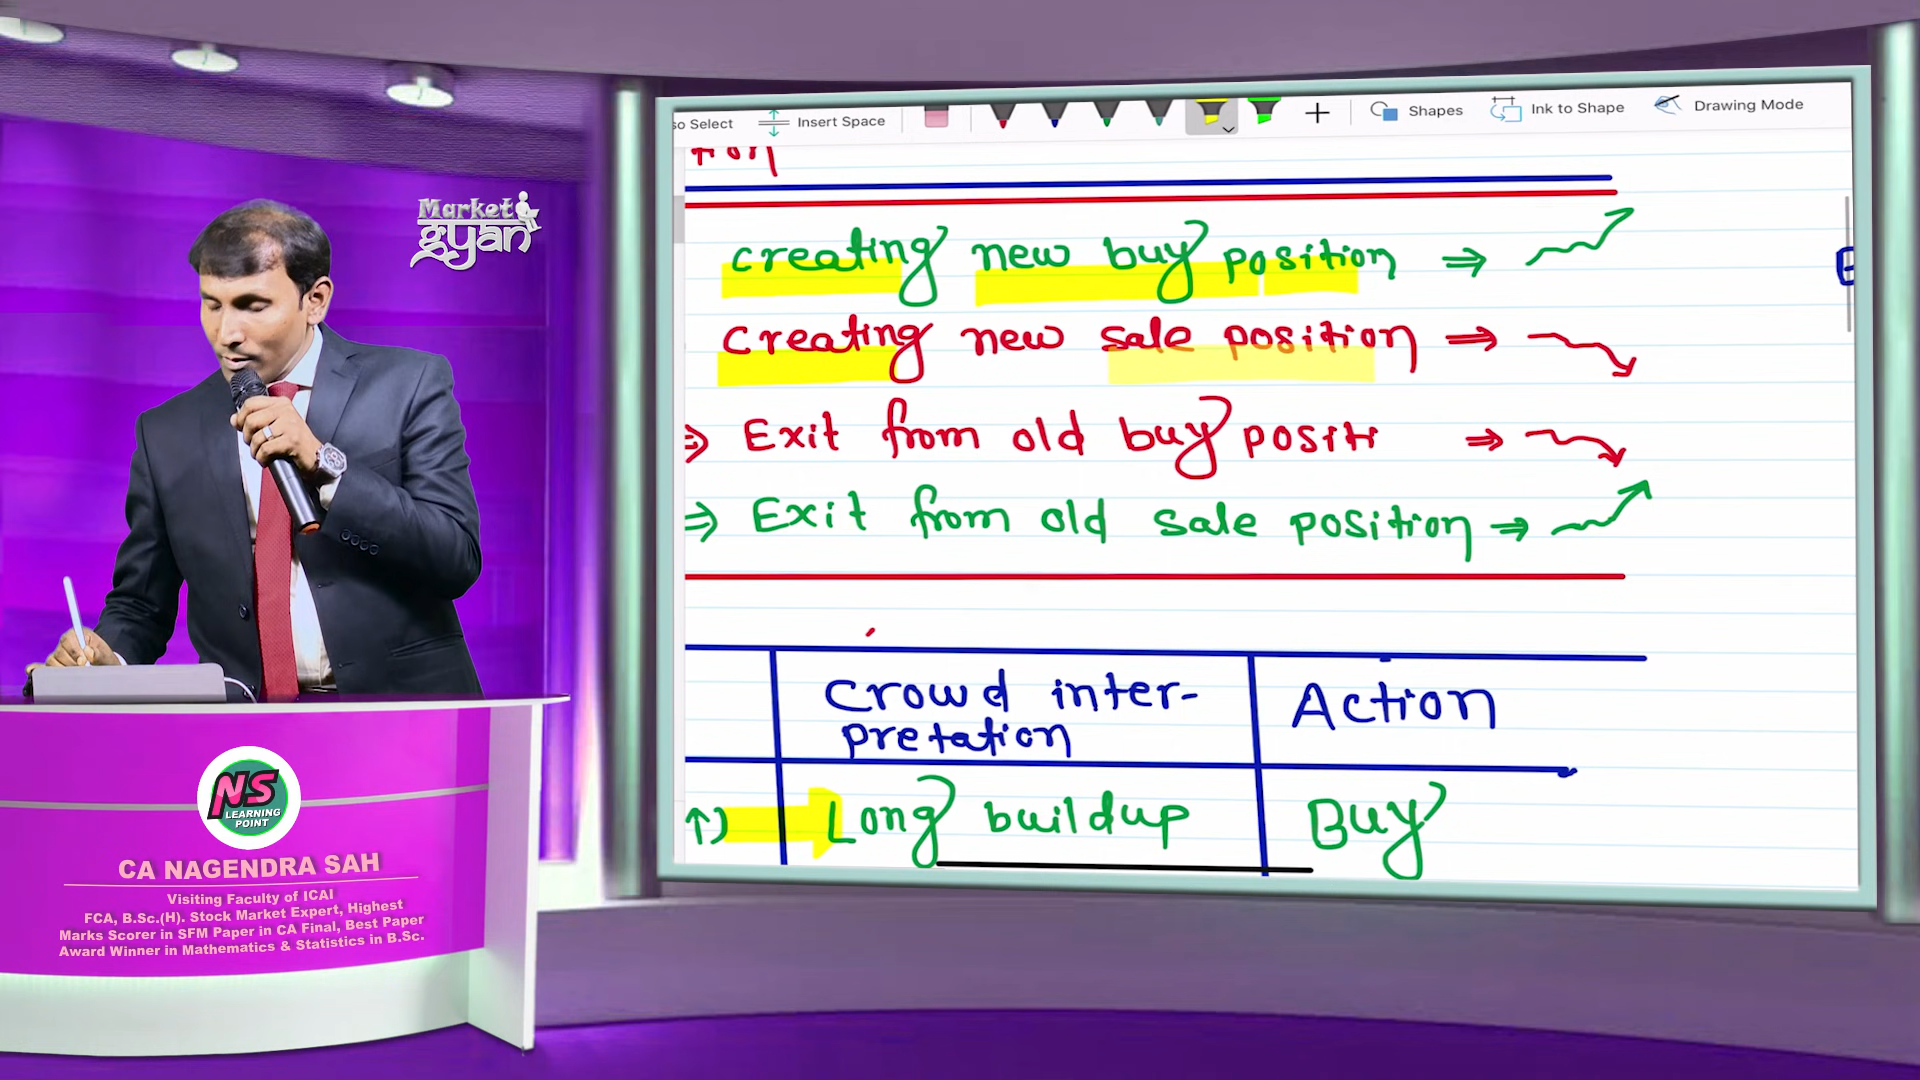 so Select
Insert Space
Shapes
Ink to Shape
Drawing Mode
Market
gyan
creating new buy position ⇒
creating new sale position ⇒
⇒ Exit from old buy positi ⇒
⇒ Exit from old sale position ⇒
Crowd inter-
pretation
Action
↑) Long buildup
Buy
NS
LEARNING
POINT
CA NAGENDRA SAH
Visiting Faculty of ICAI
FCA, B.Sc.(H). Stock Market Expert, Highest
Marks Scorer in SFM Paper in CA Final, Best Paper
Award Winner in Mathematics & Statistics in B.Sc.